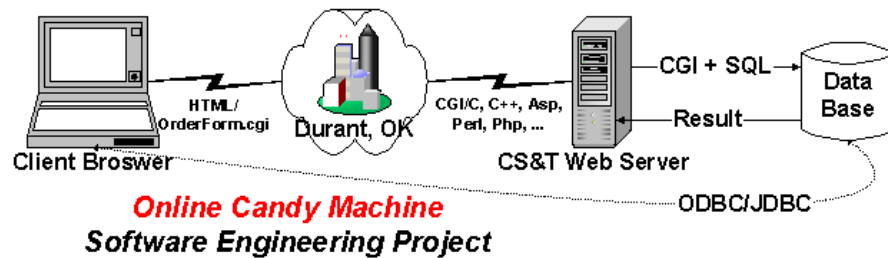 HTML/
OrderForm.cgi
Client Broswer
Durant, OK
CGI/C, C++, Asp,
Perl, Php, ...
CS&T Web Server
CGI + SQL
Result
Data
Base
ODBC/JDBC
Online Candy Machine
Software Engineering Project